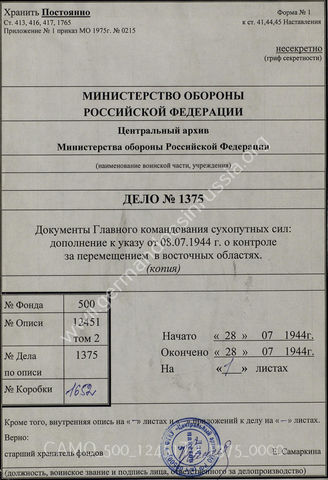 Хранить Постоянно
Форма № 1
Ст. 413, 416, 417, 1765
к ст. 41,44,45 Наставления
Приложение № 1 приказ МО 1975г. № 0215
несекретно
(гриф секретности)
МИНИСТЕРСТВО ОБОРОНЫ
РОССИЙСКОЙ ФЕДЕРАЦИИ
Центральный архив
Министерства обороны Российской Федерации
(наименование воинской части, учреждения)
ДЕЛО № 1375
Документы Главного командования сухопутных сил:
дополнение к указу от 08.07.1944 г. о контроле
за перемещением в восточных областях.
(копия)
№ Фонда 500
№ Описи 12451
том 2
№ Дела 1375
по описи
№ Коробки 1652
Начато « 28 » 07 1944г.
Окончено « 28 » 07 1944г.
На «1» листах
Кроме того, внутренняя опись на «—» листах и «—» приложений к делу на «—» листах.
Верно:
старший хранитель фондов
Е. Самаркина
(должность, воинское звание и подпись лица, ответственного за делопроизводство)
wwii.germandocsinrussia.org